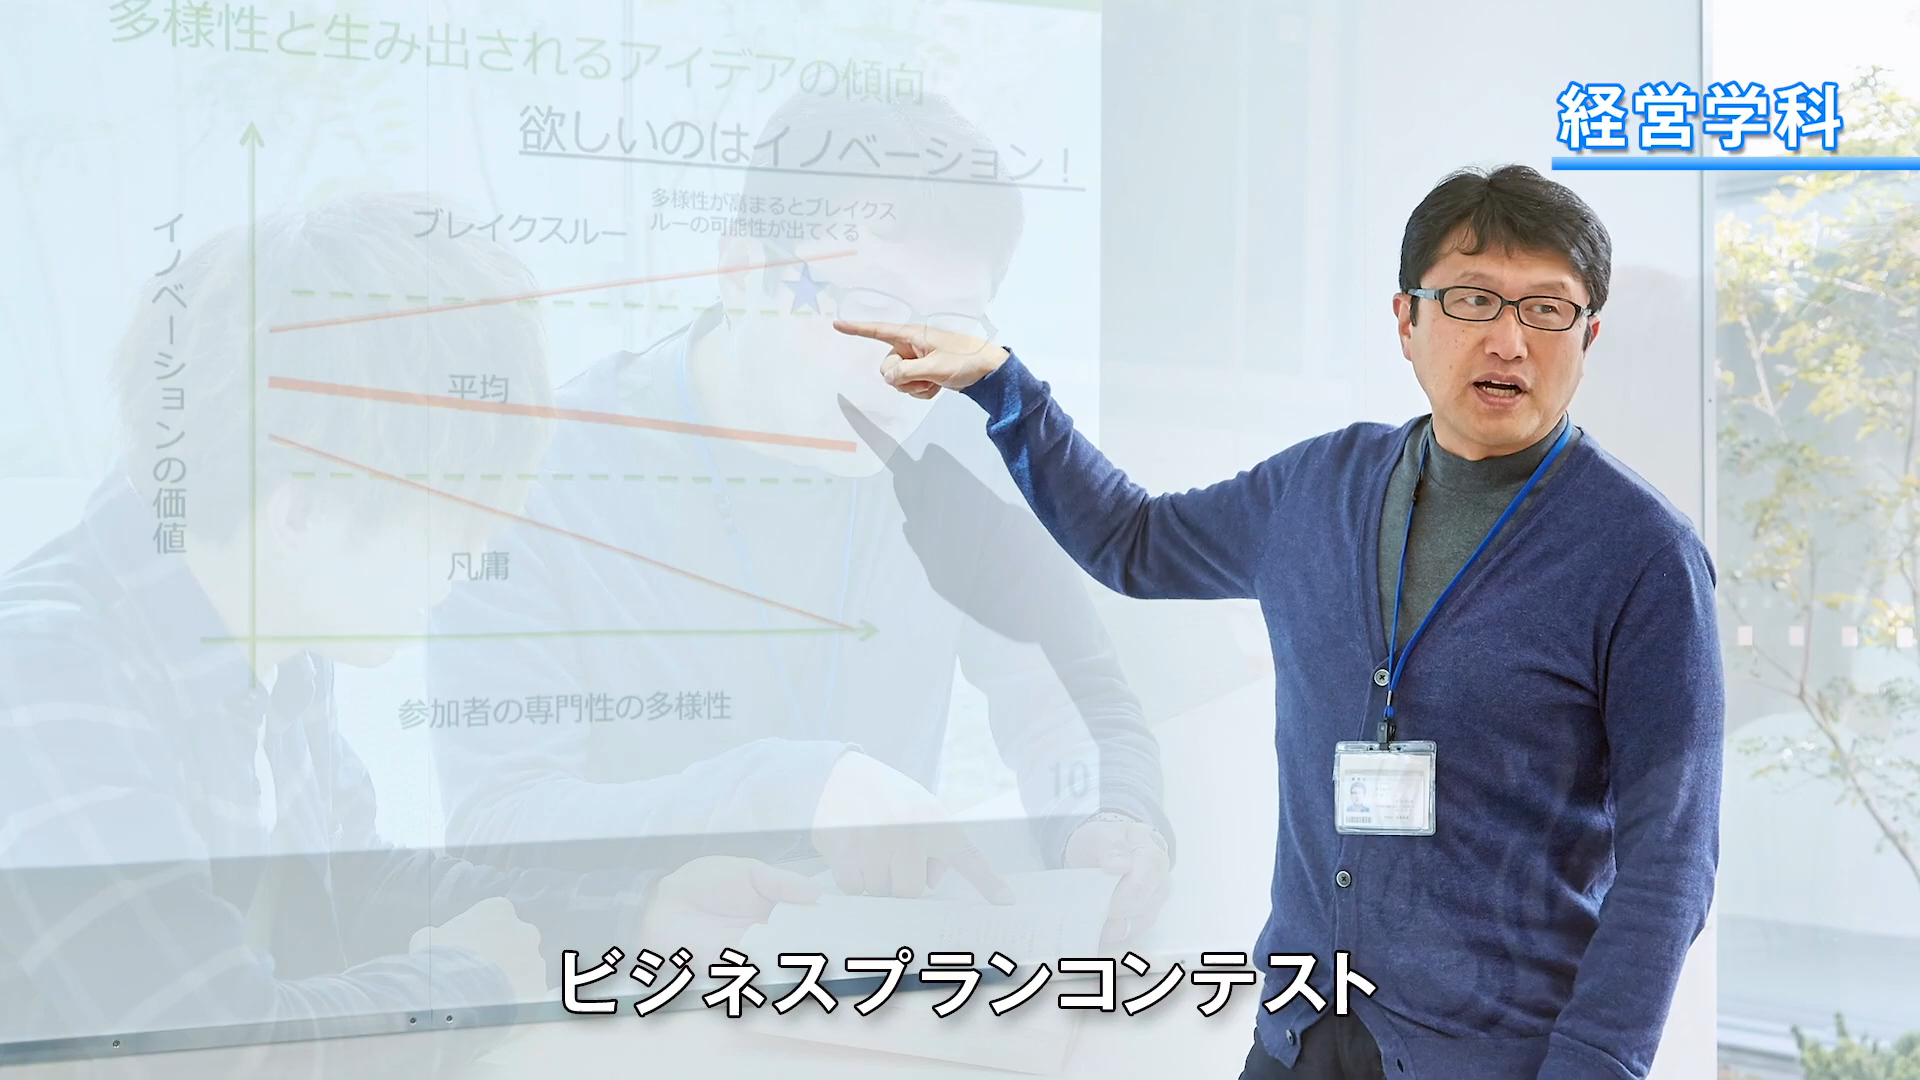 多様性と生み出されるアイデアの傾向
欲しいのはイノベーション！
経営学科
多様性が高まるとブレイクス
ルーの可能性が出てくる
ブレイクスルー
イノベーションの価値
平均
凡庸
参加者の専門性の多様性
10
ビジネスプランコンテスト